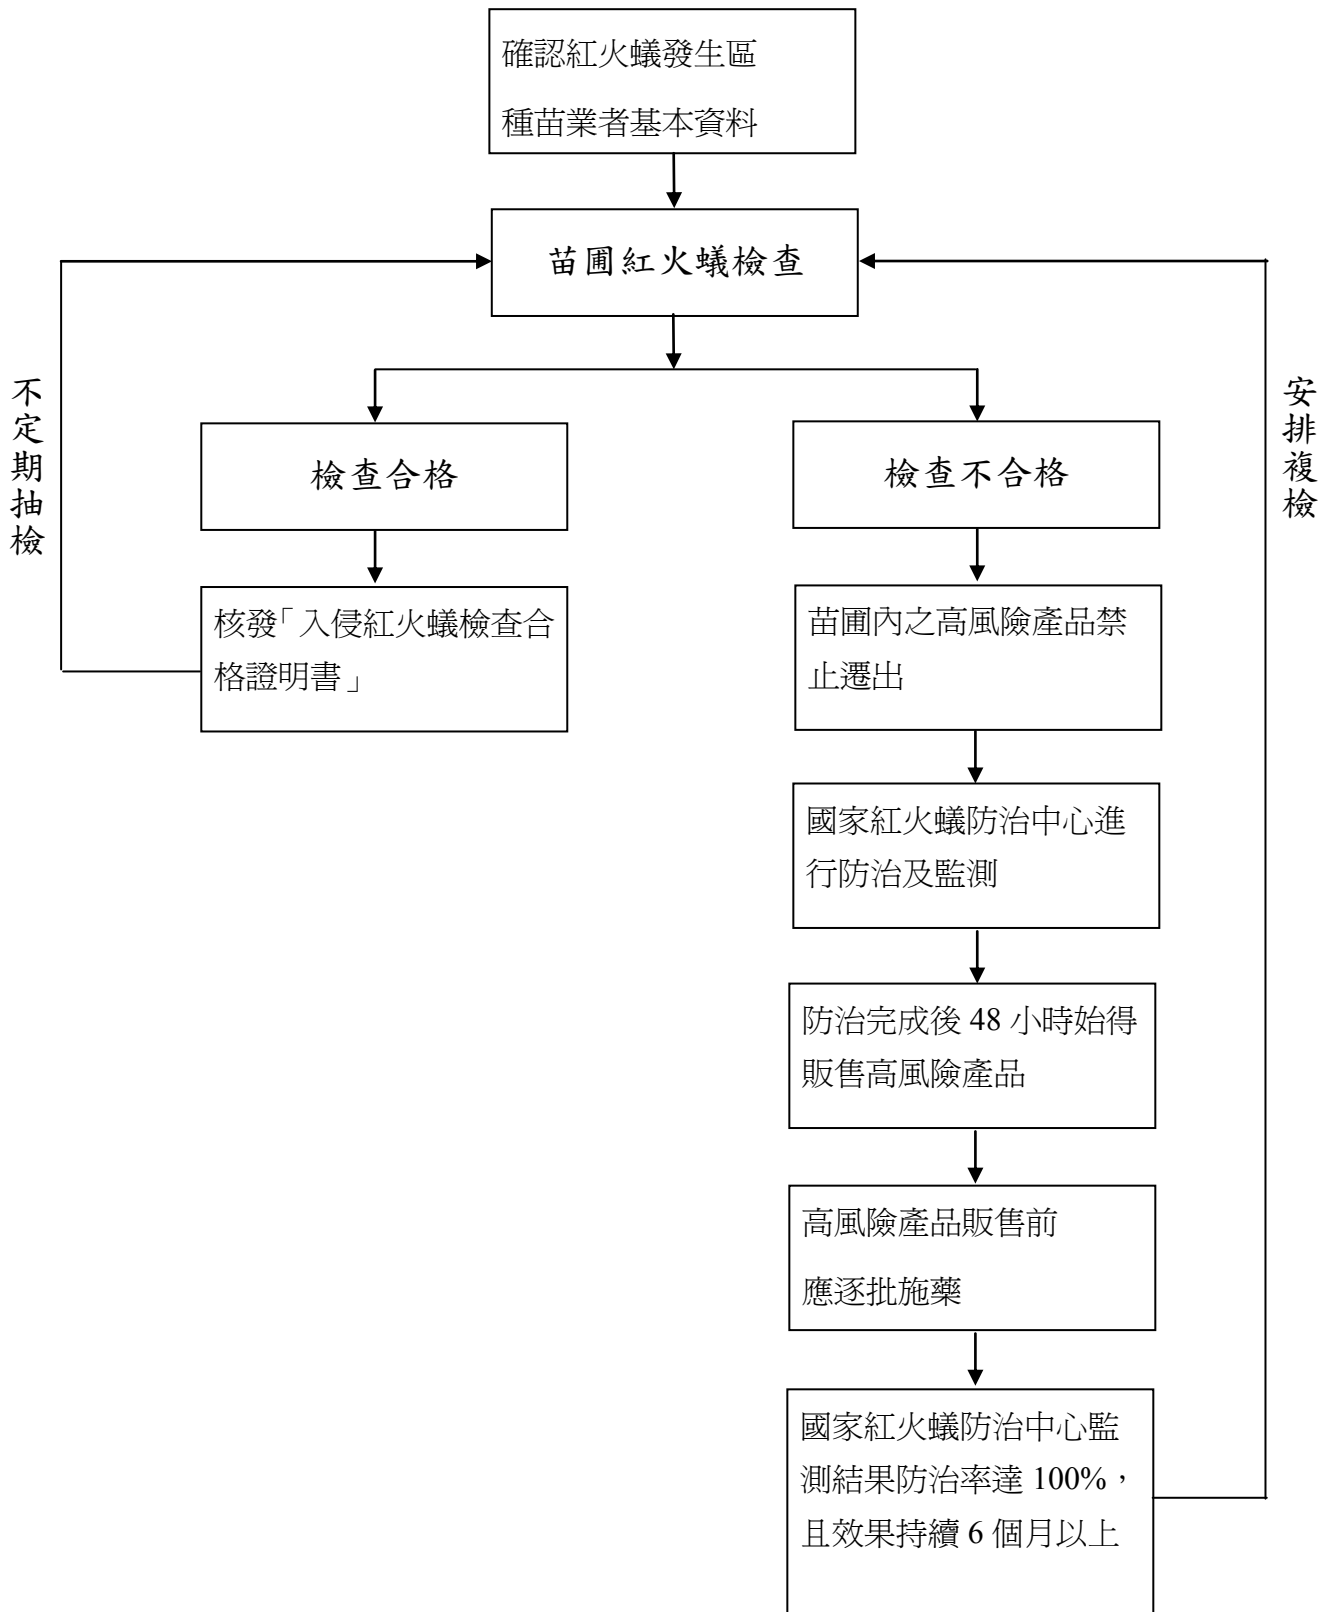 確認紅火蟻發生區
種苗業者基本資料
苗圃紅火蟻檢查
不定期抽檢
安排複檢
檢查合格
檢查不合格
核發「入侵紅火蟻檢查合
格證明書」
苗圃內之高風險產品禁
止遷出
國家紅火蟻防治中心進
行防治及監測
防治完成後 48 小時始得
販售高風險產品
高風險產品販售前
應逐批施藥
國家紅火蟻防治中心監
測結果防治率達 100%，
且效果持續 6 個月以上